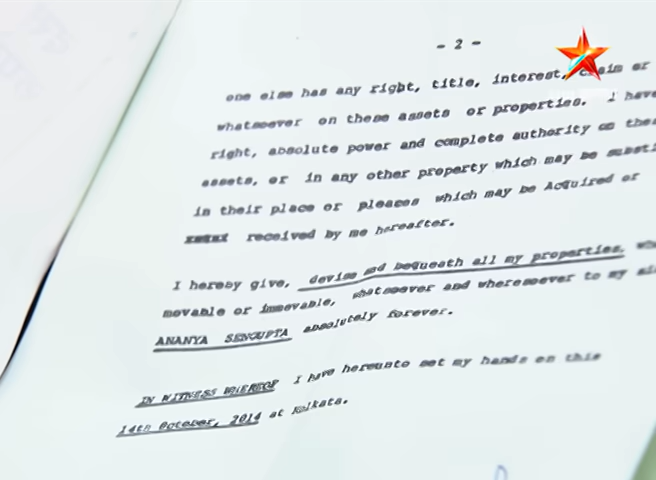 - 2 -
one else has any right, title, interest, claim or
whatsoever on these assets or properties. I have
right, absolute power and complete authority on the
assets, or in any other property which may be substi
in their place or pleaces which may be Acquired or
received by me hereafter.
I hereby give, devise and bequeath all my properties, wh
movable or immovable, whatsoever and wheresoever to my
ANANYA SENGUPTA absolutely forever.
IN WITNESS WHEREOF I have hereunto set my hands on this
14th October, 2014 at Kolkata.